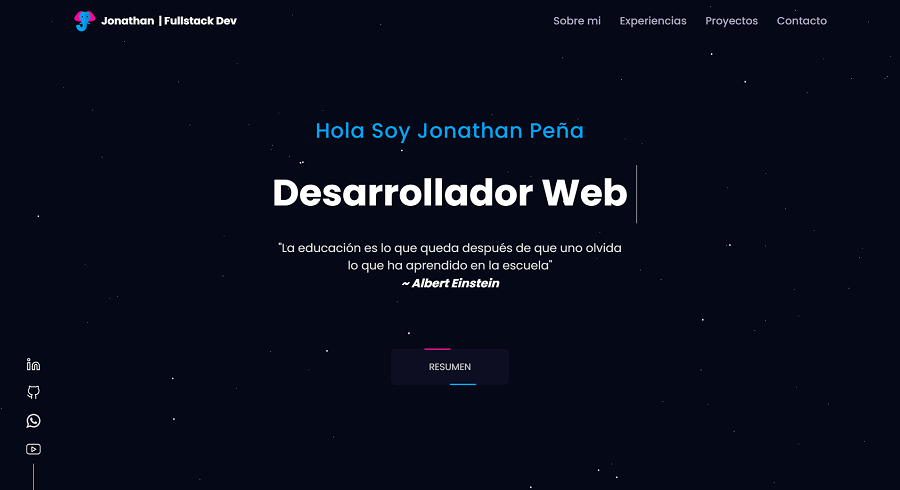 Jonathan | Fullstack Dev
Sobre mi
Experiencias
Proyectos
Contacto
Hola Soy Jonathan Peña
Desarrollador Web
"La educación es lo que queda después de que uno olvida
lo que ha aprendido en la escuela"
~ Albert Einstein
RESUMEN